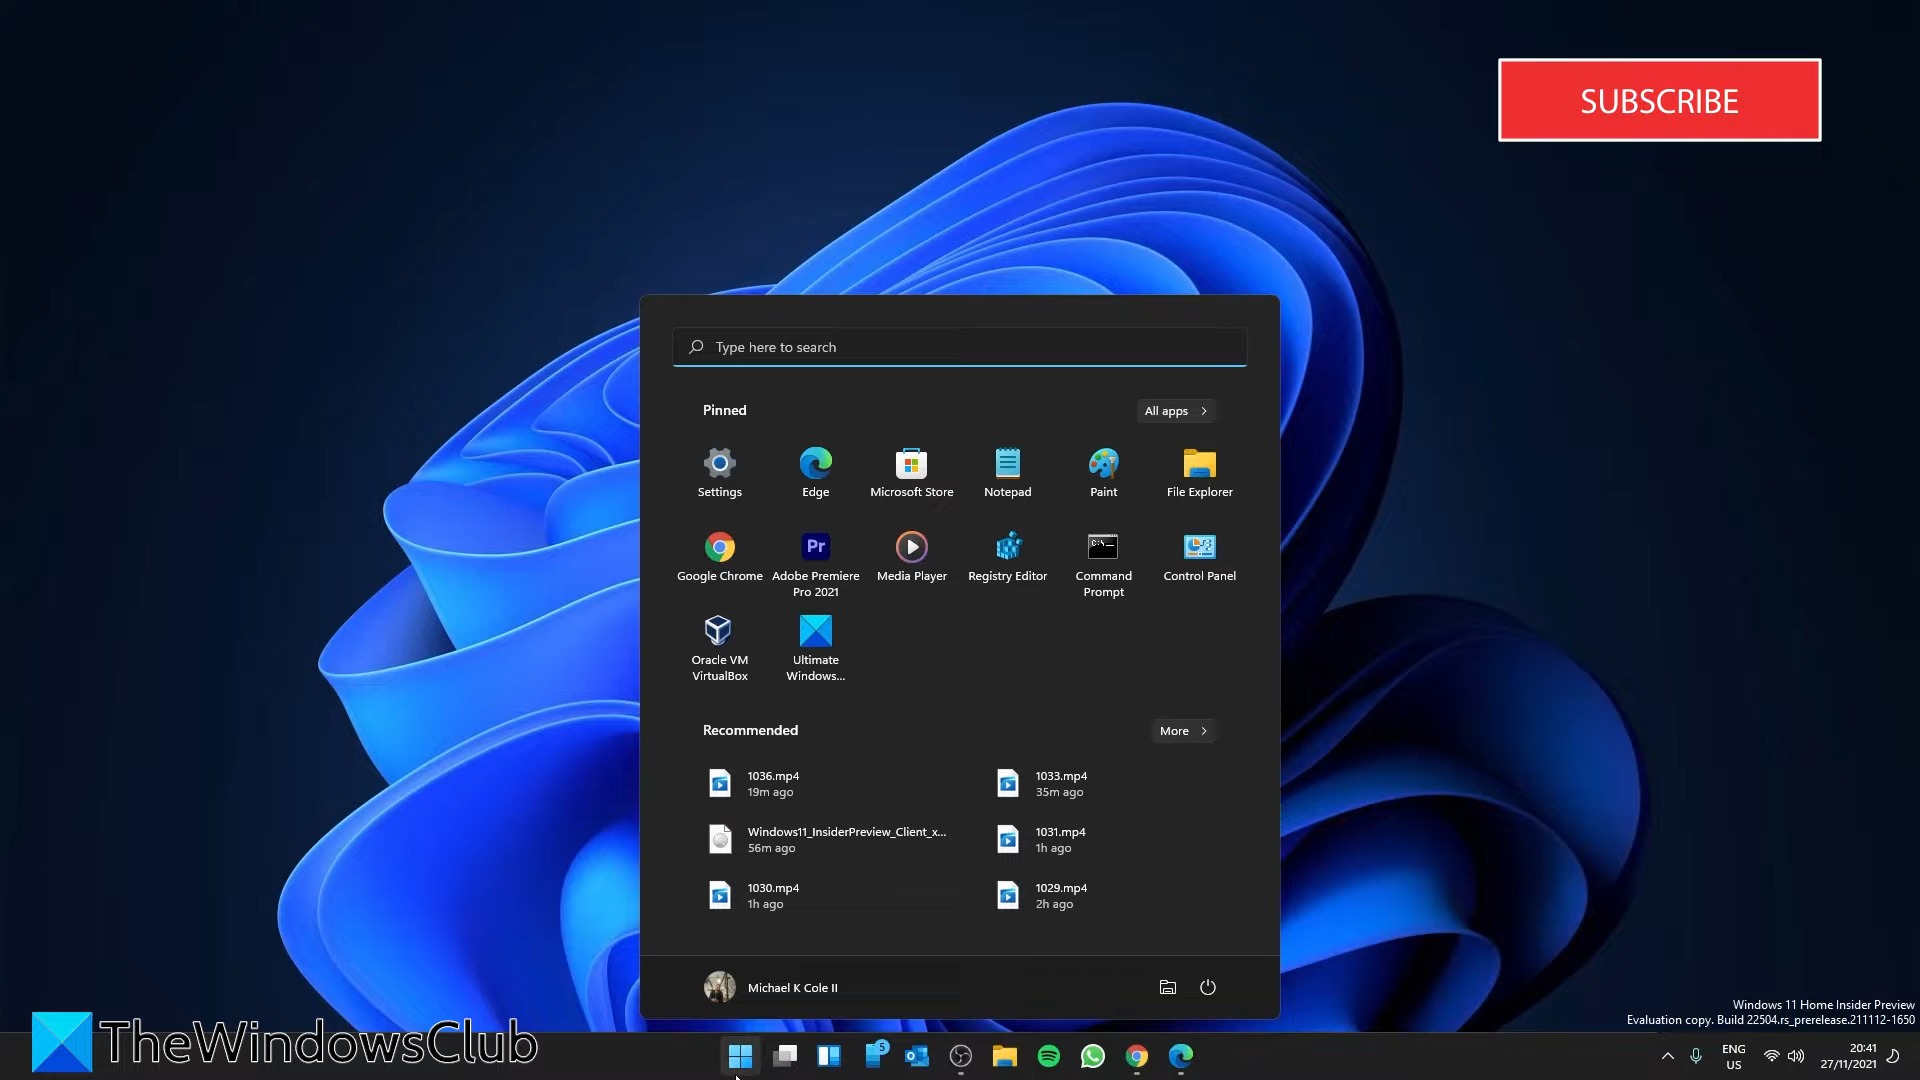 SUBSCRIBE
Type here to search
Pinned
All apps
Settings
Edge
Microsoft Store
Notepad
Paint
File Explorer
Pr
C:\
Google Chrome
Adobe Premiere
Pro 2021
Media Player
Registry Editor
Command
Prompt
Control Panel
Oracle VM
VirtualBox
Ultimate
Windows...
Recommended
More
1036.mp4
19m ago
1033.mp4
35m ago
Windows11_InsiderPreview_Client_x...
56m ago
1031.mp4
1h ago
1030.mp4
1h ago
1029.mp4
2h ago
Michael K Cole II
Windows 11 Home Insider Preview
Evaluation copy. Build 22504.rs_prerelease.211112-1650
TheWindowsClub
5
ENG
US
20:41
27/11/2021